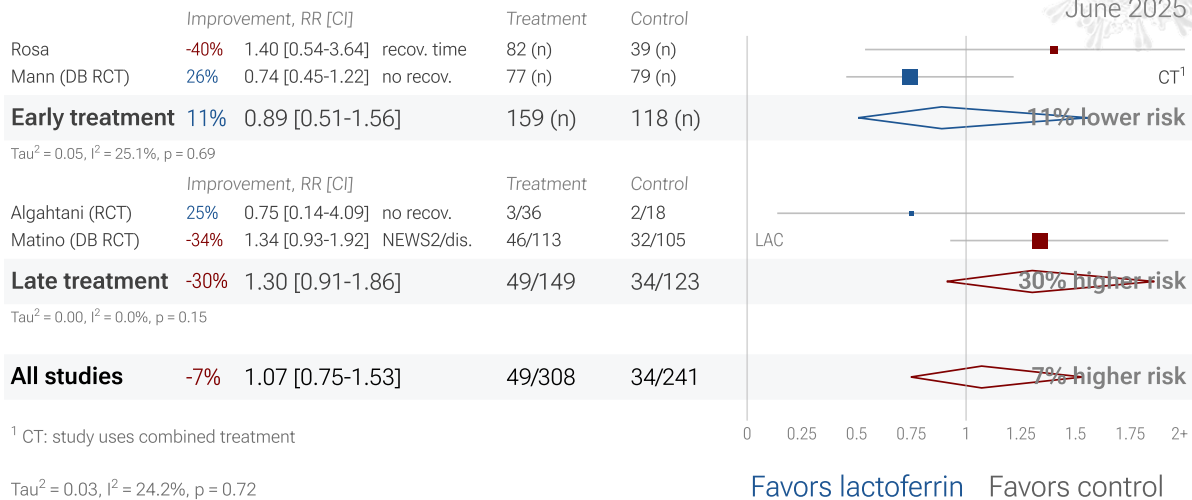 June 2025
Improvement, RR [CI] Treatment Control
Rosa -40% 1.40 [0.54-3.64] recov. time 82 (n) 39 (n)
Mann (DB RCT) 26% 0.74 [0.45-1.22] no recov. 77 (n) 79 (n) CT¹
Early treatment 11% 0.89 [0.51-1.56] 159 (n) 118 (n) 11% lower risk
Tau² = 0.05, I² = 25.1%, p = 0.69
Improvement, RR [CI] Treatment Control
Algahtani (RCT) 25% 0.75 [0.14-4.09] no recov. 3/36 2/18
Matino (DB RCT) -34% 1.34 [0.93-1.92] NEWS2/dis. 46/113 32/105 LAC
Late treatment -30% 1.30 [0.91-1.86] 49/149 34/123 30% higher risk
Tau² = 0.00, I² = 0.0%, p = 0.15
All studies -7% 1.07 [0.75-1.53] 49/308 34/241 7% higher risk
0 0.25 0.5 0.75 1 1.25 1.5 1.75 2+
¹ CT: study uses combined treatment
Tau² = 0.03, I² = 24.2%, p = 0.72
Favors lactoferrin Favors control